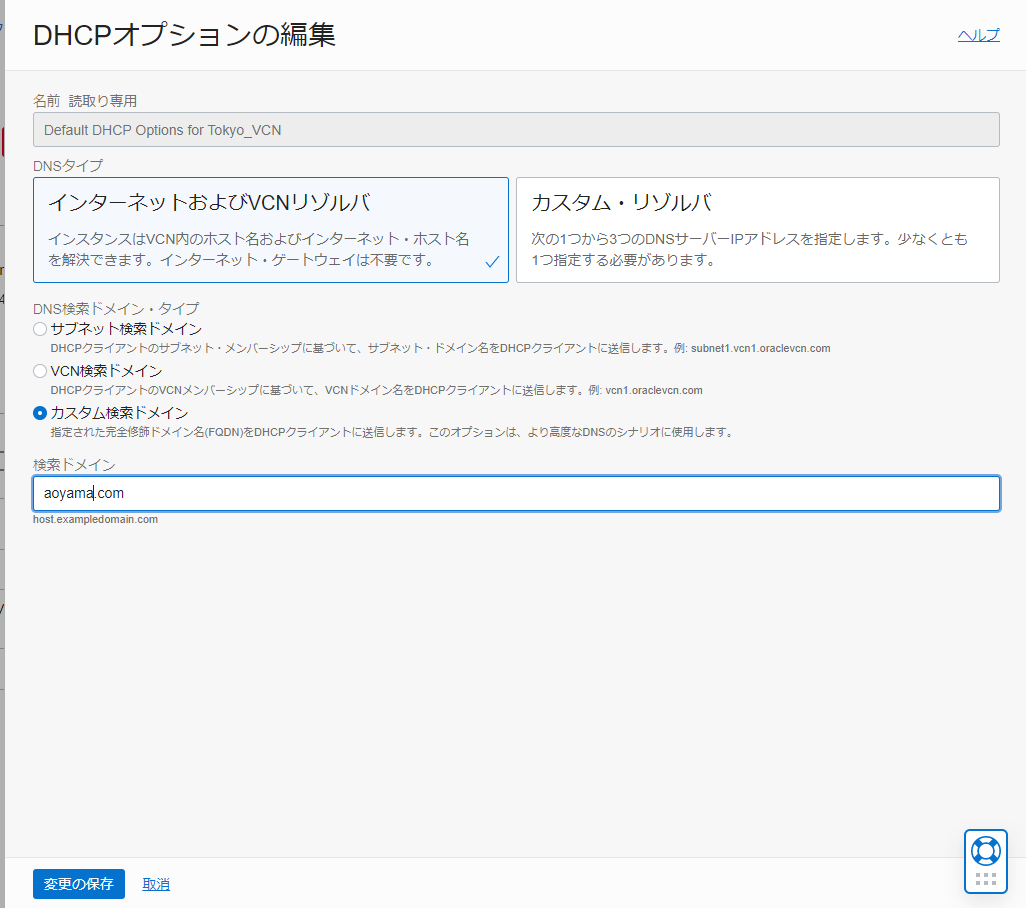 DHCPオプションの編集
ヘルプ
名前 読取り専用
Default DHCP Options for Tokyo_VCN
DNSタイプ
インターネットおよびVCNリゾルバ
インスタンスはVCN内のホスト名およびインターネット・ホスト名
を解決できます。インターネット・ゲートウェイは不要です。
カスタム・リゾルバ
次の1つから3つのDNSサーバーIPアドレスを指定します。少なくとも
1つ指定する必要があります。
DNS検索ドメイン・タイプ
サブネット検索ドメイン
DHCPクライアントのサブネット・メンバーシップに基づいて、サブネット・ドメイン名をDHCPクライアントに送信します。例: subnet1.vcn1.oraclevcn.com
VCN検索ドメイン
DHCPクライアントのVCNメンバーシップに基づいて、VCNドメイン名をDHCPクライアントに送信します。例: vcn1.oraclevcn.com
カスタム検索ドメイン
指定された完全修飾ドメイン名(FQDN)をDHCPクライアントに送信します。このオプションは、より高度なDNSのシナリオに使用します。
検索ドメイン
aoyama.com
host.exampledomain.com
変更の保存
取消